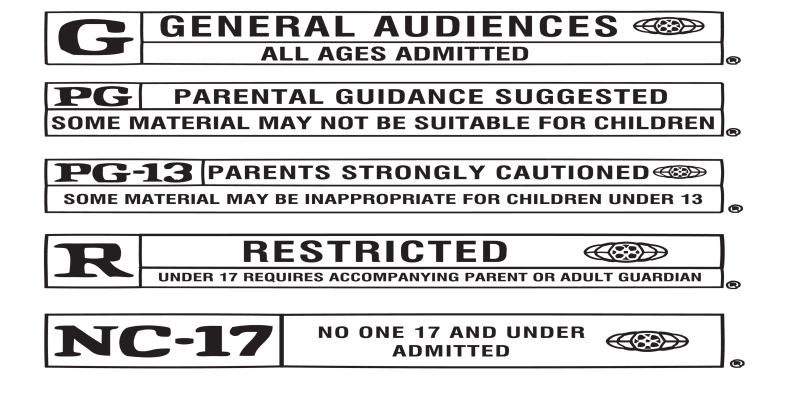 G GENERAL AUDIENCES
ALL AGES ADMITTED ®
PG PARENTAL GUIDANCE SUGGESTED
SOME MATERIAL MAY NOT BE SUITABLE FOR CHILDREN ®
PG-13 PARENTS STRONGLY CAUTIONED
SOME MATERIAL MAY BE INAPPROPRIATE FOR CHILDREN UNDER 13 ®
R RESTRICTED
UNDER 17 REQUIRES ACCOMPANYING PARENT OR ADULT GUARDIAN ®
NC-17 NO ONE 17 AND UNDER
ADMITTED ®